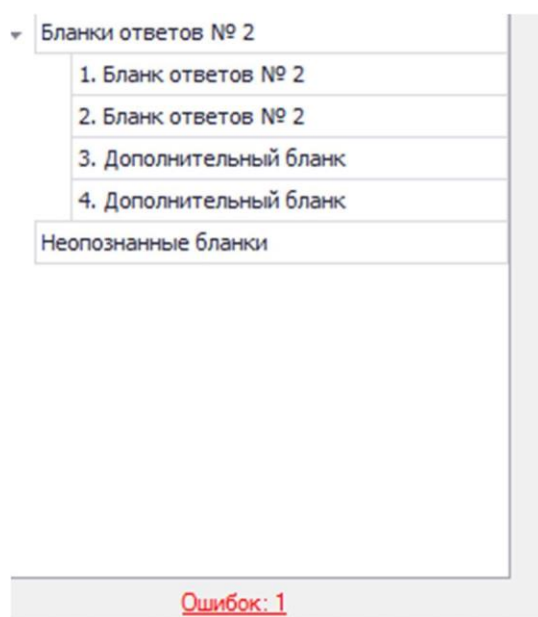 Бланки ответов № 2
1. Бланк ответов № 2
2. Бланк ответов № 2
3. Дополнительный бланк
4. Дополнительный бланк
Неопознанные бланки
Ошибок: 1